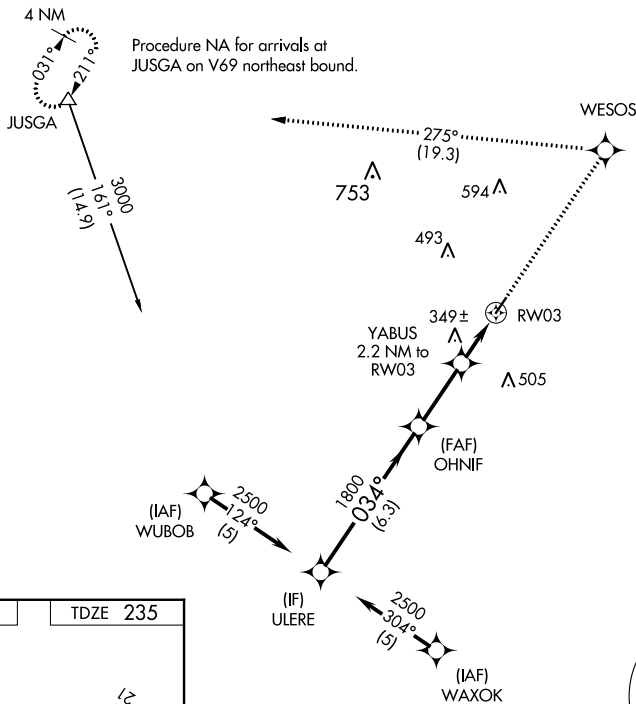 4 NM
031°
211°
JUSGA
Procedure NA for arrivals at
JUSGA on V69 northeast bound.
3000
161°
(14.9)
WESOS
275°
(19.3)
753
594
493
349±
RW03
YABUS
2.2 NM to
RW03
505
(FAF)
OHNIF
1800
034°
(6.3)
(IAF)
WUBOB
2500
124°
(5)
(IF)
ULERE
2500
304°
(5)
(IAF)
WAXOK
TDZE 235
21